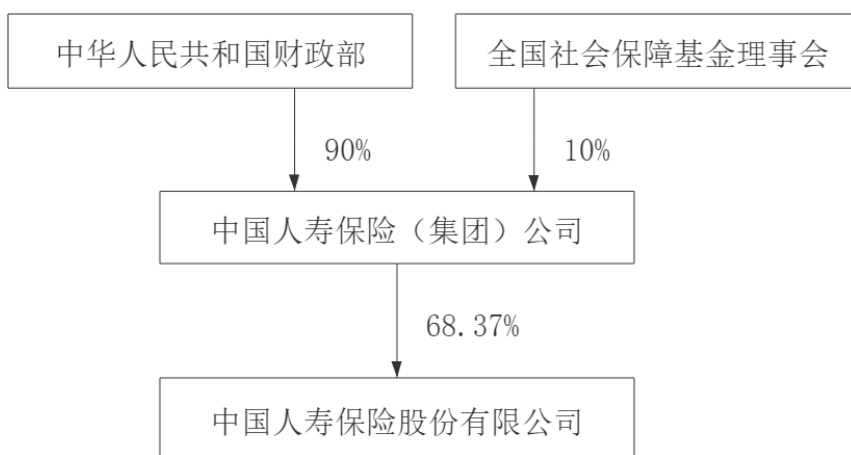 中华人民共和国财政部
全国社会保障基金理事会
90%
10%
中国人寿保险（集团）公司
68.37%
中国人寿保险股份有限公司